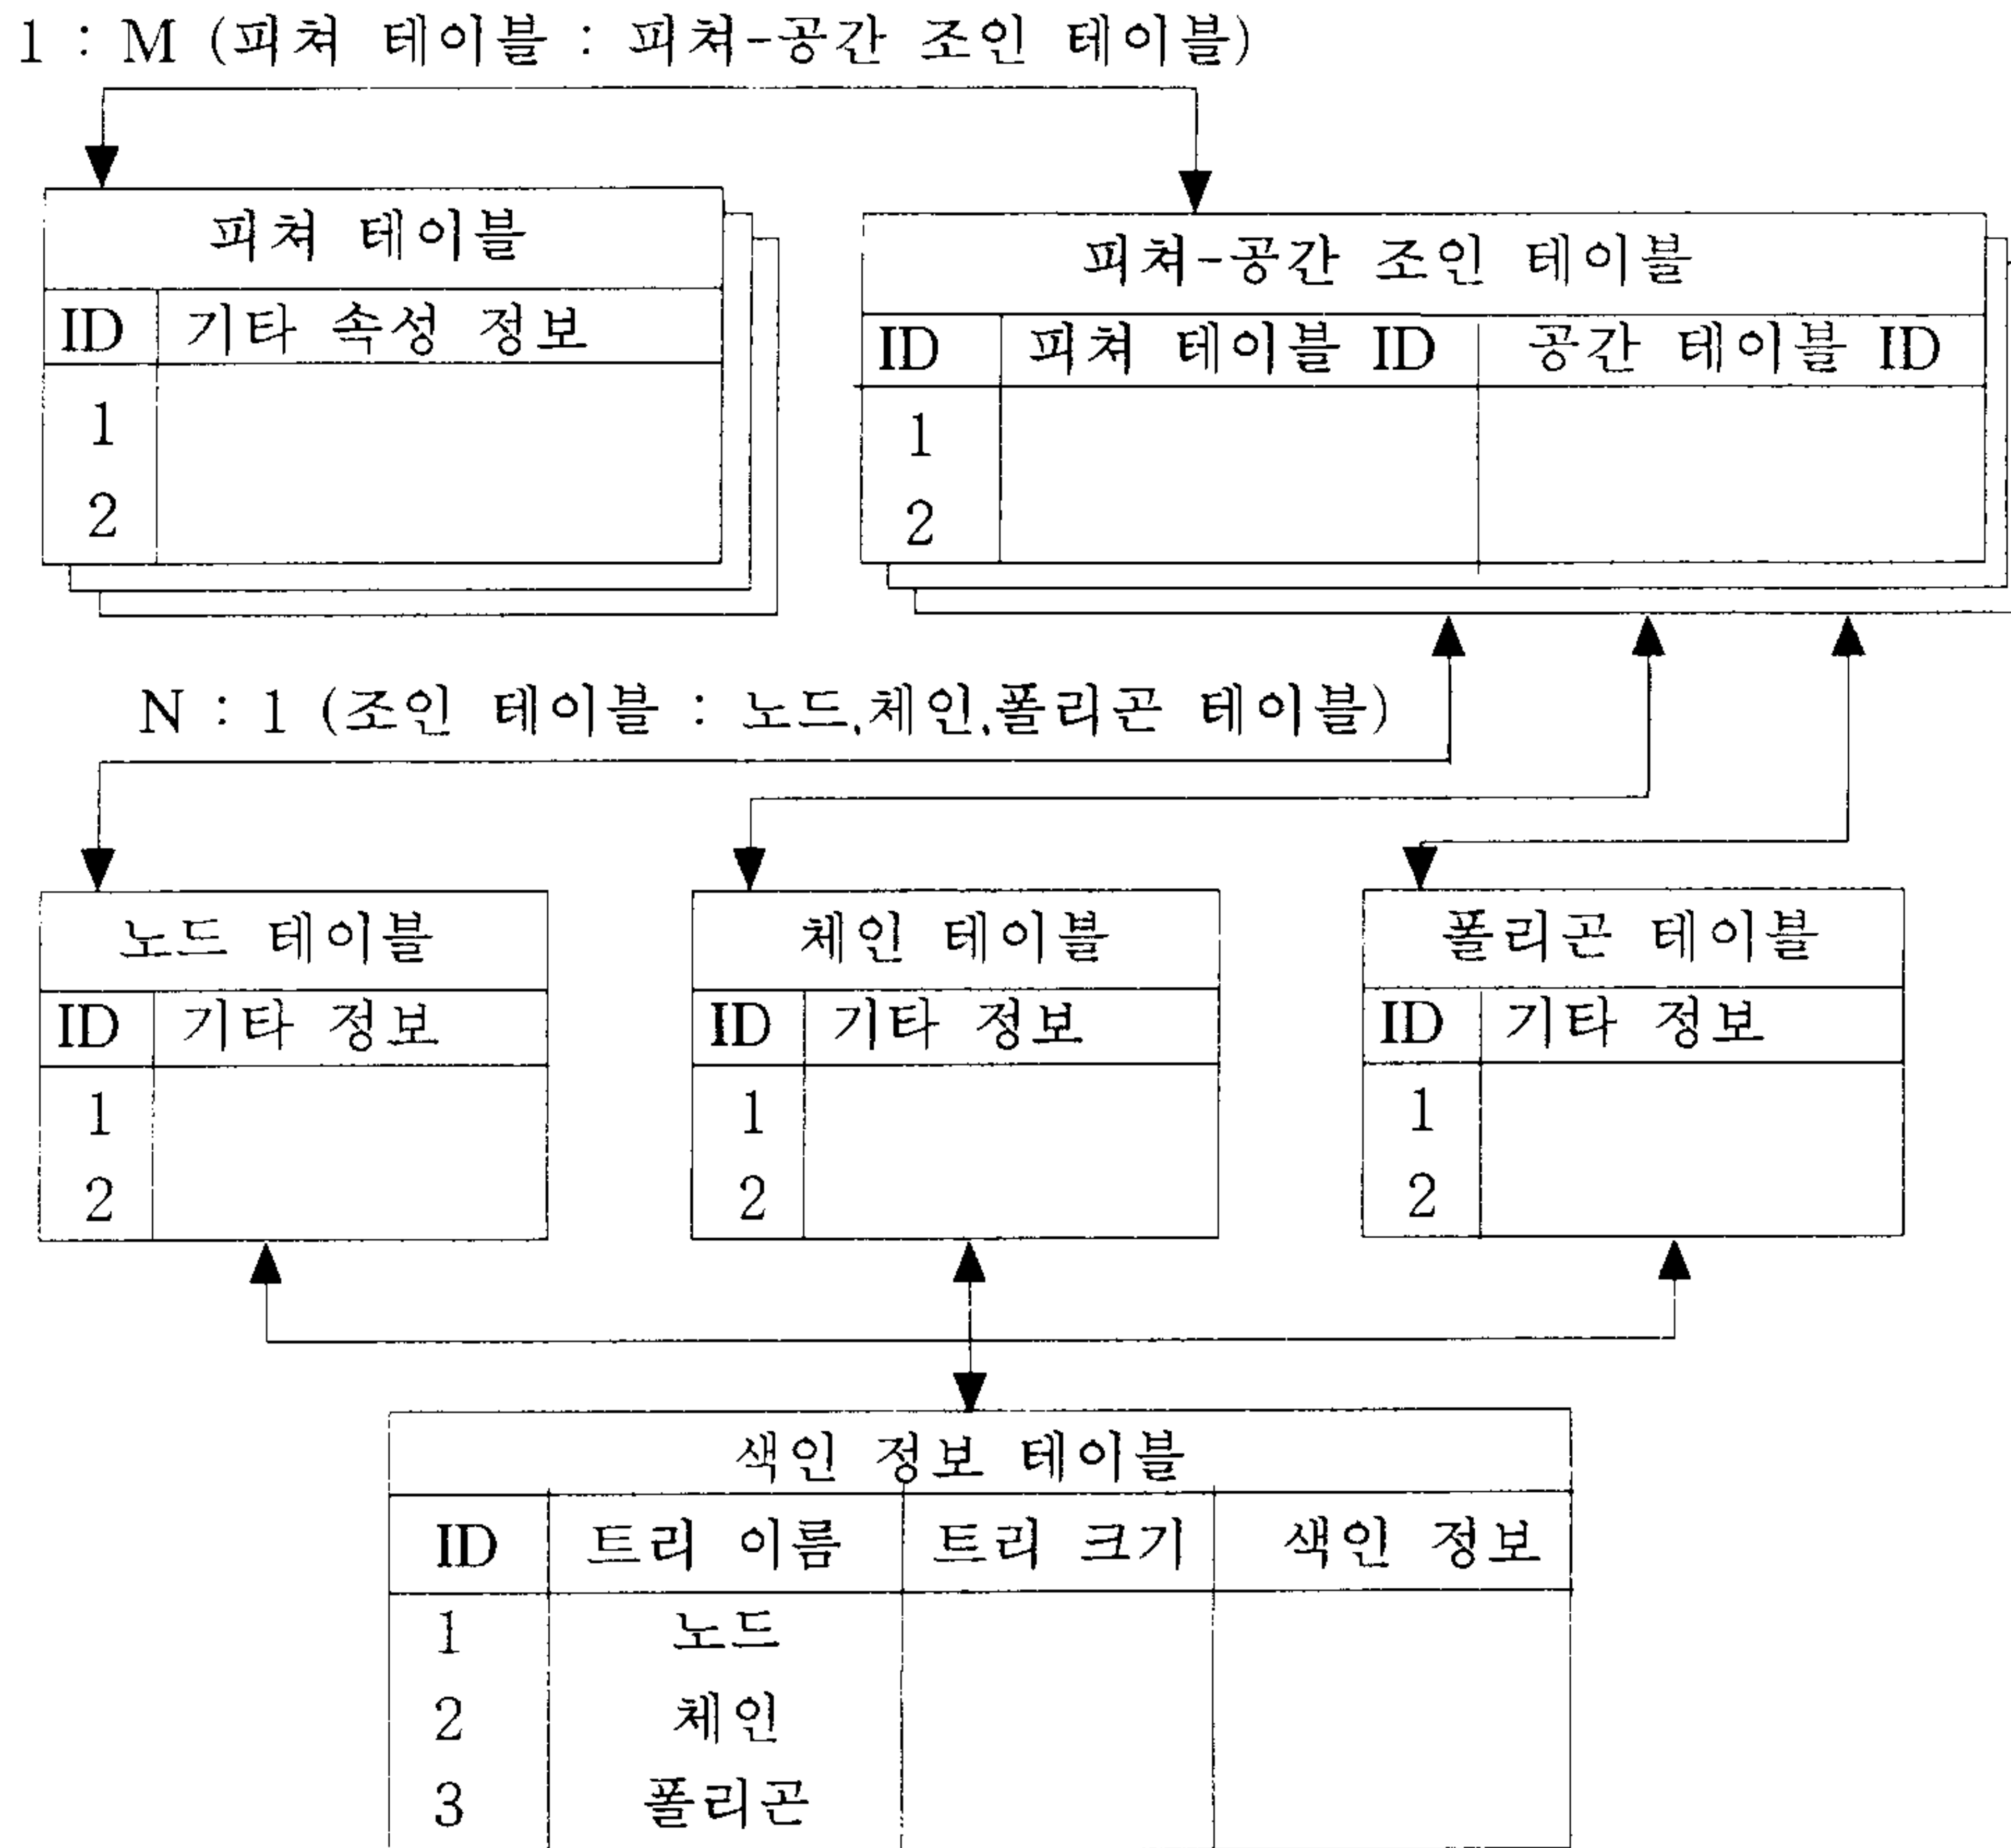 1 : M (피쳐 테이블 : 피쳐-공간 조인 테이블)
피쳐 테이블
ID 기타 속성 정보
1
2
피쳐-공간 조인 테이블
ID 피쳐 테이블 ID 공간 테이블 ID
1
2
N : 1 (조인 테이블 : 노드,체인,폴리곤 테이블)
노드 테이블
ID 기타 정보
1
2
체인 테이블
ID 기타 정보
1
2
폴리곤 테이블
ID 기타 정보
1
2
색인 정보 테이블
ID 트리 이름 트리 크기 색인 정보
1 노드
2 체인
3 폴리곤